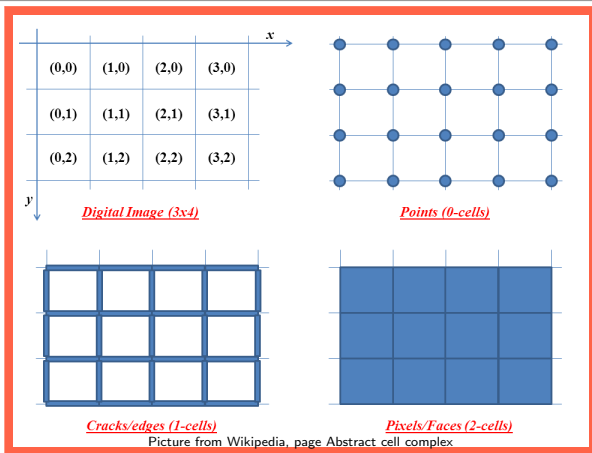 x
(0,0) (1,0) (2,0) (3,0)
(0,1) (1,1) (2,1) (3,1)
(0,2) (1,2) (2,2) (3,2)
y
Digital Image (3x4)
Points (0-cells)
Cracks/edges (1-cells)
Pixels/Faces (2-cells)
Picture from Wikipedia, page Abstract cell complex